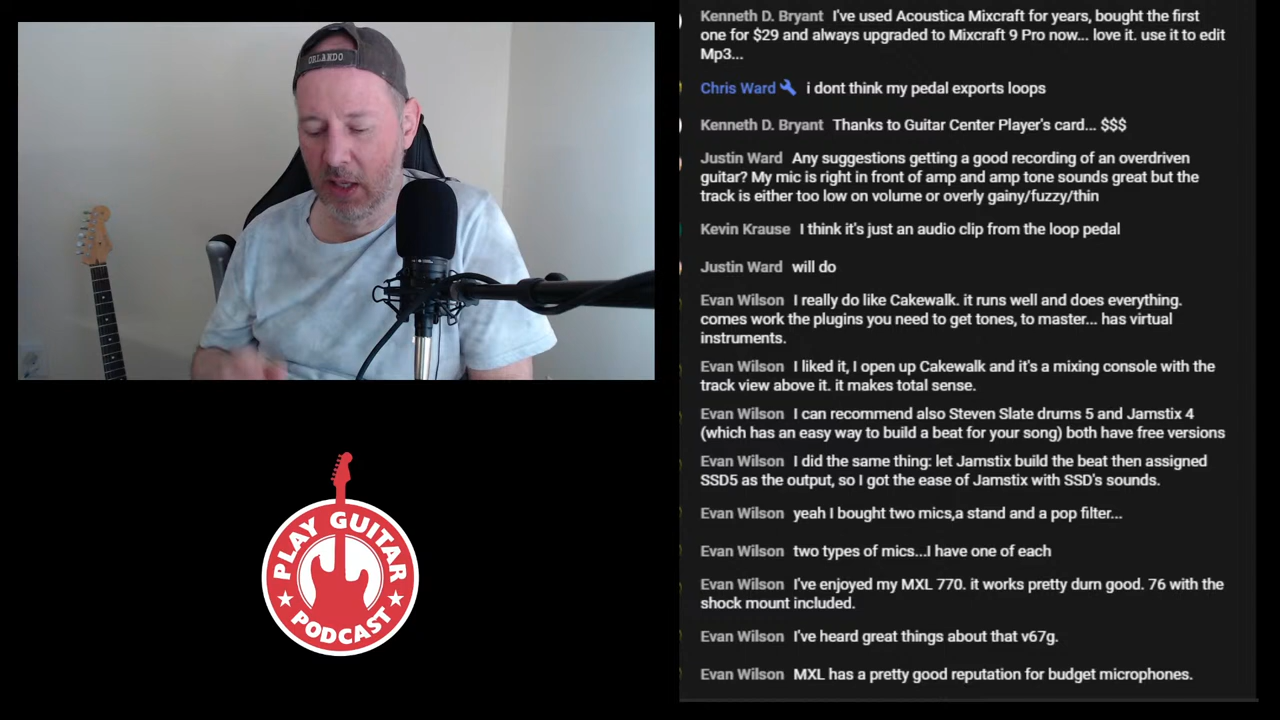 ORLANDO
PLAY GUITAR
PODCAST
Kenneth D. Bryant I've used Acoustica Mixcraft for years, bought the first
one for $29 and always upgraded to Mixcraft 9 Pro now... love it. use it to edit
Mp3...
Chris Ward i dont think my pedal exports loops
Kenneth D. Bryant Thanks to Guitar Center Player's card... $$$
Justin Ward Any suggestions getting a good recording of an overdriven
guitar? My mic is right in front of amp and amp tone sounds great but the
track is either too low on volume or overly gainy/fuzzy/thin
Kevin Krause I think it's just an audio clip from the loop pedal
Justin Ward will do
Evan Wilson I really do like Cakewalk. it runs well and does everything.
comes work the plugins you need to get tones, to master... has virtual
instruments.
Evan Wilson I liked it, I open up Cakewalk and it's a mixing console with the
track view above it. it makes total sense.
Evan Wilson I can recommend also Steven Slate drums 5 and Jamstix 4
(which has an easy way to build a beat for your song) both have free versions
Evan Wilson I did the same thing: let Jamstix build the beat then assigned
SSD5 as the output, so I got the ease of Jamstix with SSD's sounds.
Evan Wilson yeah I bought two mics,a stand and a pop filter...
Evan Wilson two types of mics...I have one of each
Evan Wilson I've enjoyed my MXL 770. it works pretty durn good. 76 with the
shock mount included.
Evan Wilson I've heard great things about that v67g.
Evan Wilson MXL has a pretty good reputation for budget microphones.